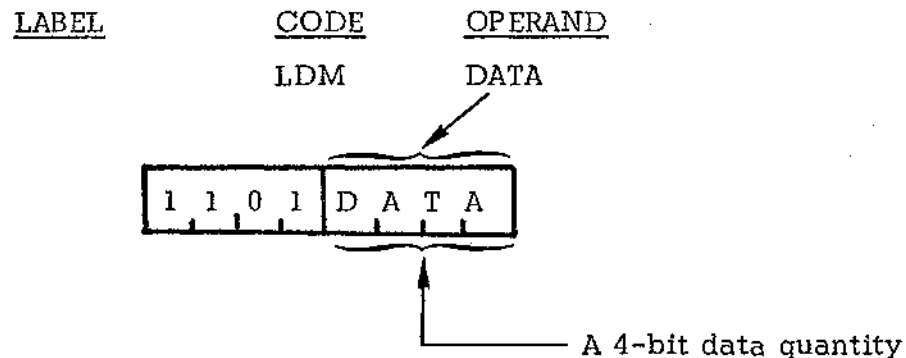 LABEL CODE OPERAND
LDM DATA
1 1 0 1 D A T A
A 4-bit data quantity